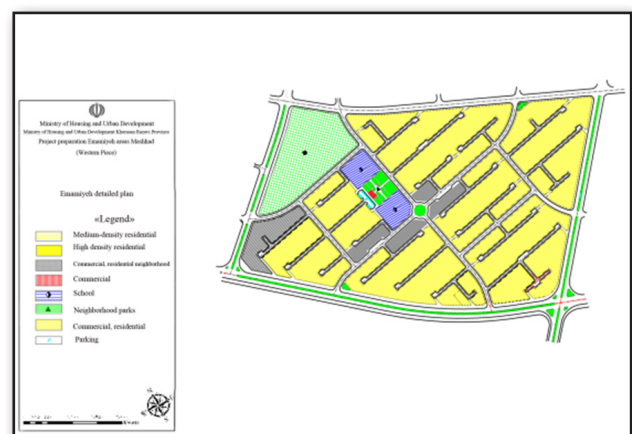 Ministry of Housing and Urban Development
Ministry of Housing and Urban Development Khorasan Razavi Province
Project preparation Emamiyeh areas Mashhad
(Western Piece)
Emamiyeh detailed plan
«Legend»
Medium-density residential
High density residential
Commercial, residential neighborhood
Commercial
School
Neighborhood parks
Commercial, residential
Parking